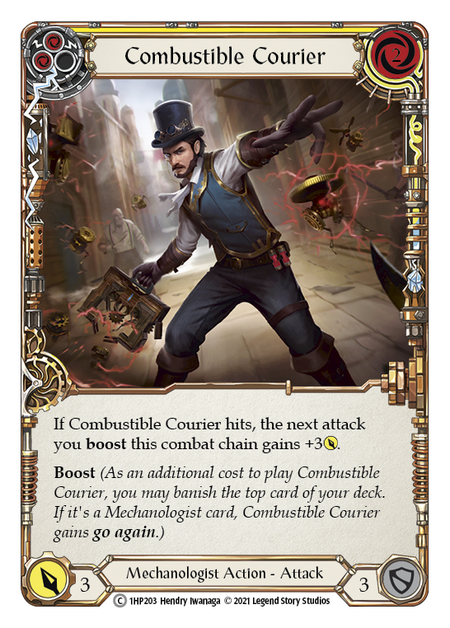 Combustible Courier
2
If Combustible Courier hits, the next attack
you boost this combat chain gains +3.
Boost (As an additional cost to play Combustible
Courier, you may banish the top card of your deck.
If it's a Mechanologist card, Combustible Courier
gains go again.)
3 Mechanologist Action - Attack 3
C 1HP203 Hendry Iwanaga © 2021 Legend Story Studios